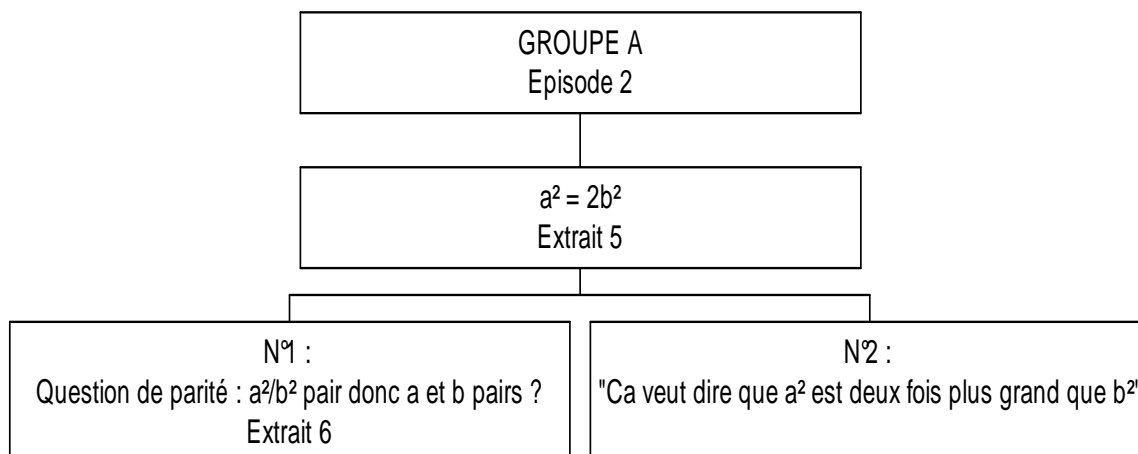 GROUPE A
Episode 2
a² = 2b²
Extrait 5
N°1 :
Question de parité : a²/b² pair donc a et b pairs ?
Extrait 6
N°2 :
"Ca veut dire que a² est deux fois plus grand que b²"